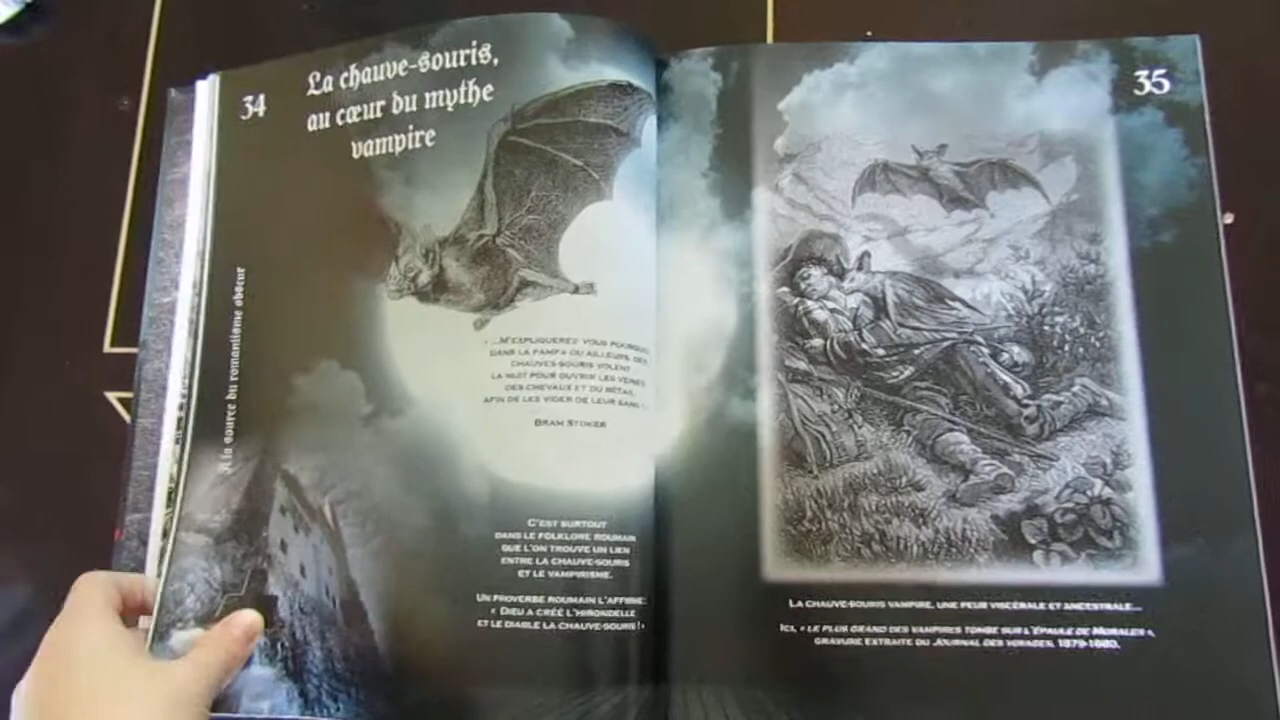 34
La chauve-souris,
au cœur du mythe
vampire
A la source du romantisme obscur
« ...M'EXPLIQUEREZ VOUS POURQUOI
DANS LA PAMPA OU AILLEURS, DES
CHAUVES-SOURIS VOLENT
LA NUIT POUR OUVRIR LES VEINES
DES CHEVAUX ET DU BÉTAIL
AFIN DE LES VIDER DE LEUR SANG !...
BRAM STOKER
C'EST SURTOUT
DANS LE FOLKLORE ROUMAIN
QUE L'ON TROUVE UN LIEN
ENTRE LA CHAUVE-SOURIS
ET LE VAMPIRISME.
UN PROVERBE ROUMAIN L'AFFIRME:
« DIEU A CRÉÉ L'HIRONDELLE
ET LE DIABLE LA CHAUVE-SOURIS ! »
35
LA CHAUVE-SOURIS VAMPIRE, UNE PEUR VISCÉRALE ET ANCESTRALE...
ICI, « LE PLUS GRAND DES VAMPIRES TOMBE SUR L'ÉPAULE DE MORALÈS »,
GRAVURE EXTRAITE DU JOURNAL DES VOYAGES, 1879-1880.